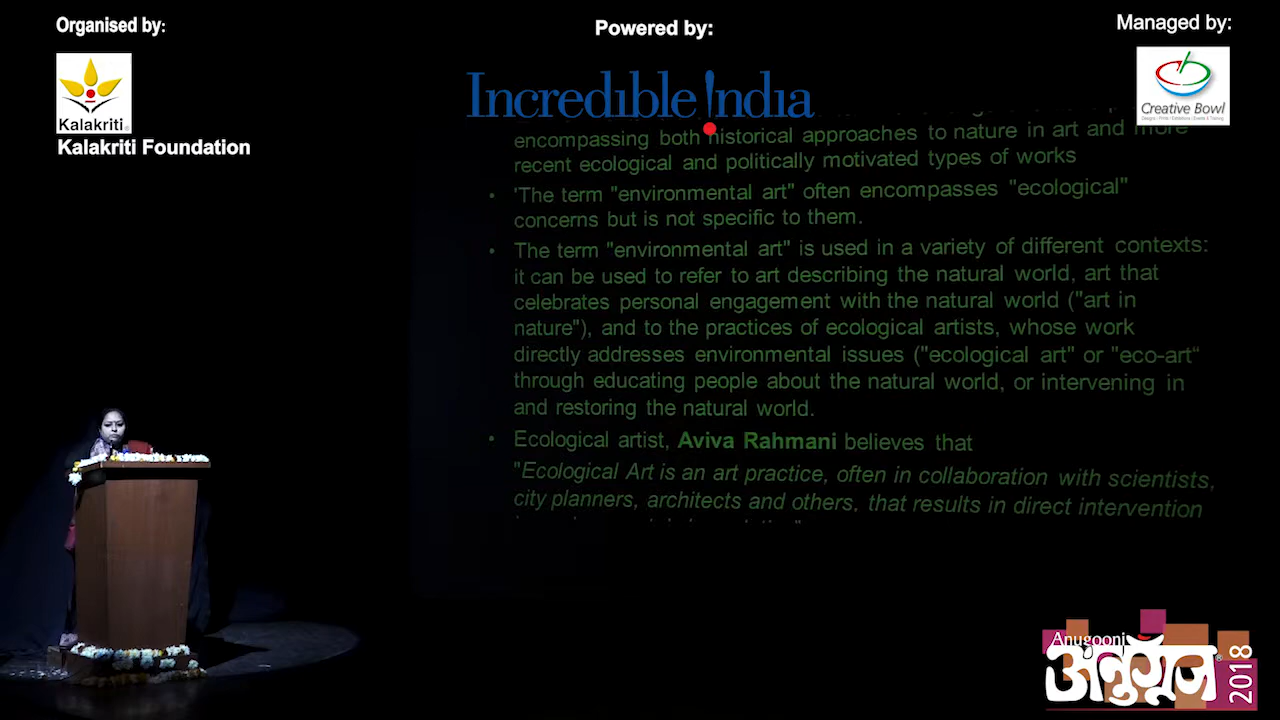 Organised by:
Kalakriti
Kalakriti Foundation
Powered by:
Incredible !ndia
Managed by:
Creative Bowl
encompassing both historical approaches to nature in art and more
recent ecological and politically motivated types of works
• 'The term "environmental art" often encompasses "ecological"
concerns but is not specific to them.
• The term "environmental art" is used in a variety of different contexts:
it can be used to refer to art describing the natural world, art that
celebrates personal engagement with the natural world ("art in
nature"), and to the practices of ecological artists, whose work
directly addresses environmental issues ("ecological art" or "eco-art“
through educating people about the natural world, or intervening in
and restoring the natural world.
• Ecological artist, Aviva Rahmani believes that
"Ecological Art is an art practice, often in collaboration with scientists,
city planners, architects and others, that results in direct intervention
Anugoonj
अनुगूँज
2018